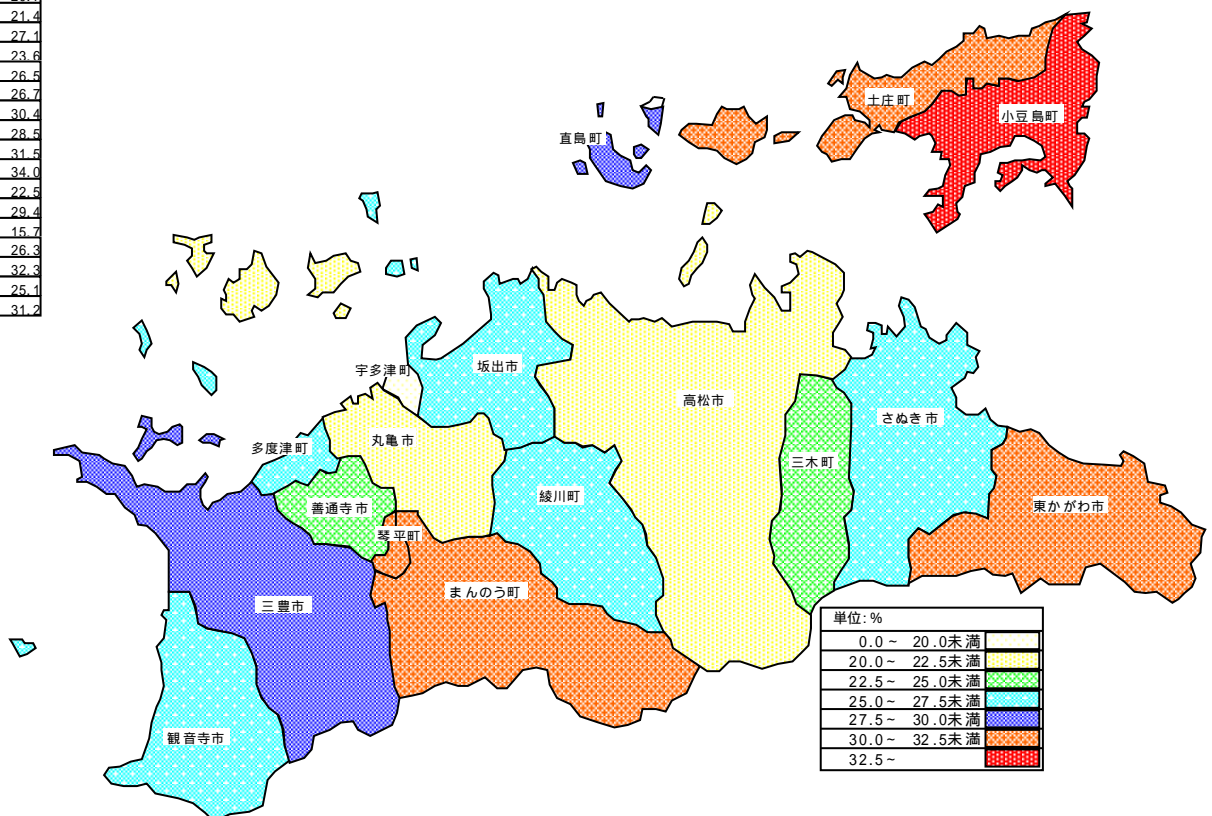 21.4
27.1
23.6
26.5
26.7
30.4
28.5
31.5
34.0
22.5
29.4
15.7
26.3
32.3
25.1
31.2
土庄町
小豆島町
直島町
宇多津町
坂出市
高松市
さぬき市
丸亀市
多度津町
三木町
綾川町
善通寺市
東かがわ市
琴平町
まんのう町
三豊市
観音寺市
単位:%
0.0~ 20.0未満
20.0~ 22.5未満
22.5~ 25.0未満
25.0~ 27.5未満
27.5~ 30.0未満
30.0~ 32.5未満
32.5~